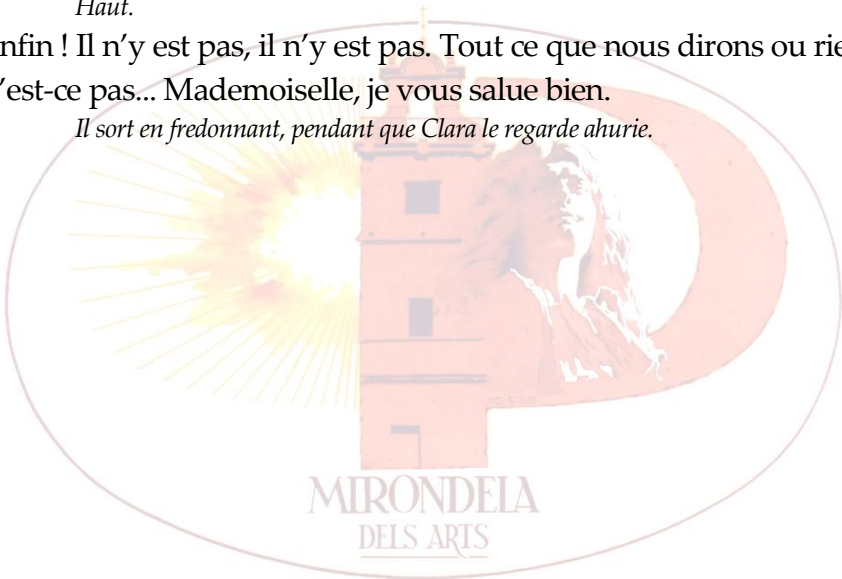 Haut.
nfin ! Il n’y est pas, il n’y est pas. Tout ce que nous dirons ou rie
’est-ce pas... Mademoiselle, je vous salue bien.
Il sort en fredonnant, pendant que Clara le regarde ahurie.
MIRONDELA
DELS ARTS